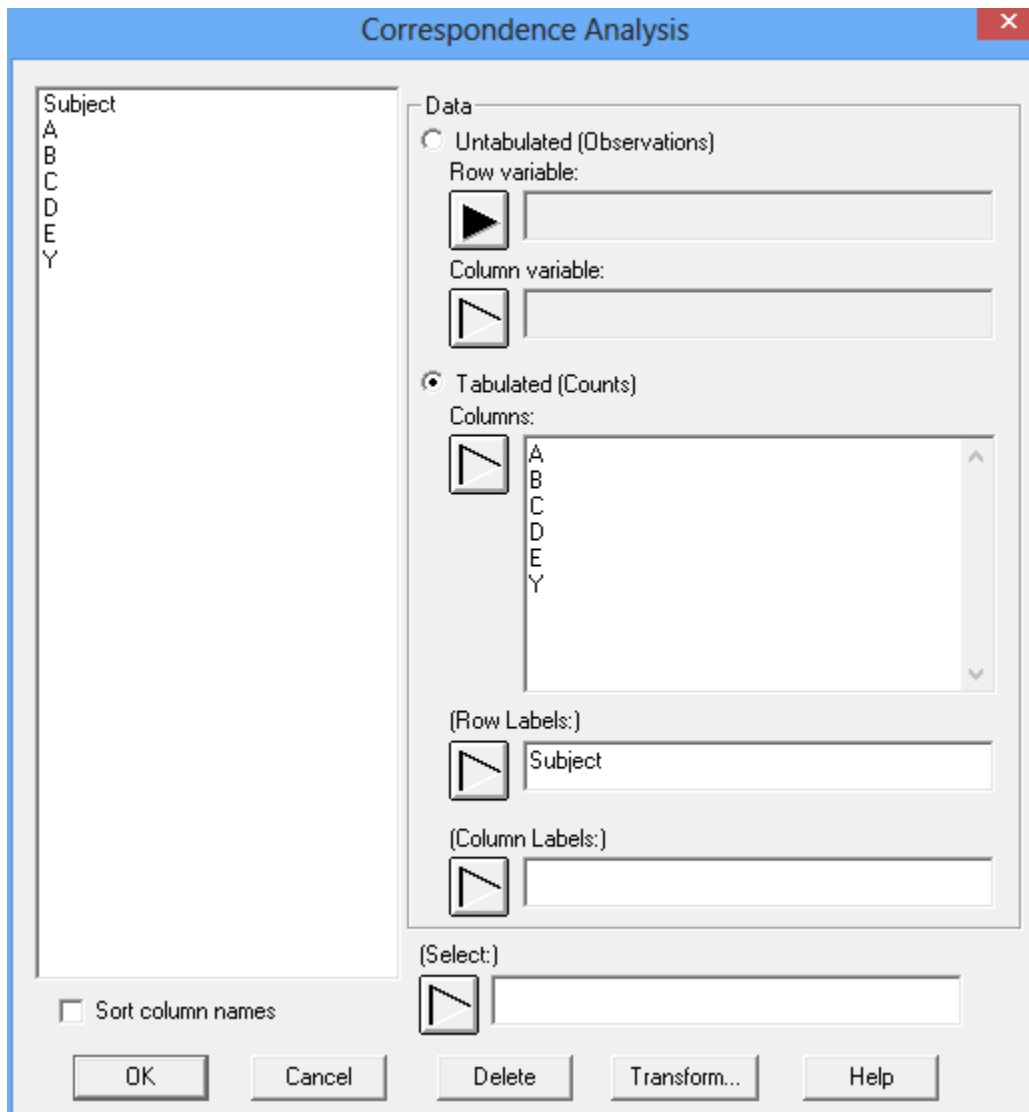 Correspondence Analysis
Subject
A
B
C
D
E
Y
Sort column names
Data
Untabulated (Observations)
Row variable:
Column variable:
Tabulated (Counts)
Columns:
A
B
C
D
E
Y
(Row Labels:)
Subject
(Column Labels:)
(Select:)
OK Cancel Delete Transform... Help